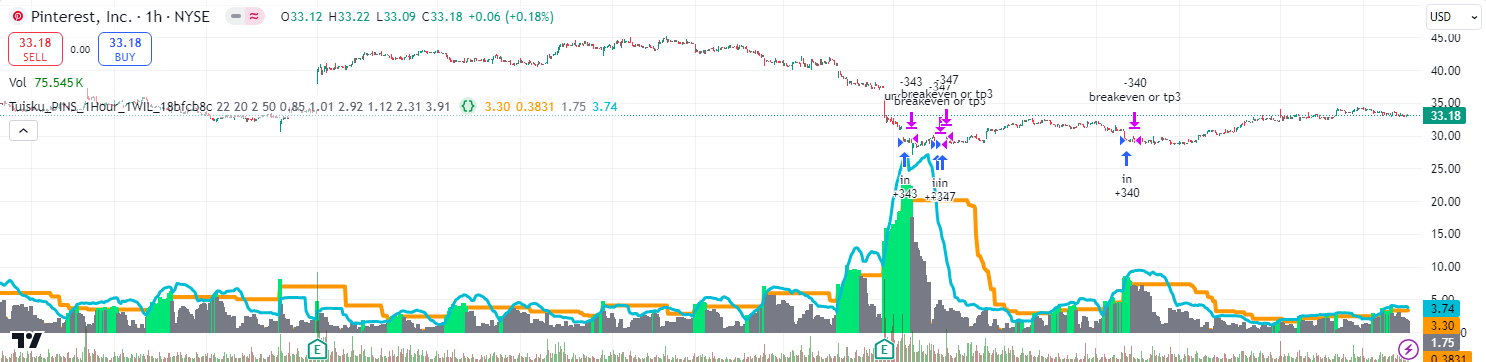 Pinterest, Inc. · 1h · NYSE O33.12 H33.22 L33.09 C33.18 +0.06 (+0.18%)
USD
33.18 SELL
0.00
33.18 BUY
Vol 75.545 K
Tuisku_PINS_1Hour_1WIL_18bfcb8c 22 20 2 50 0.85 1.01 2.92 1.12 2.31 3.91 {} 3.30 0.3831 1.75 3.74
45.00
40.00
35.00
33.18
30.00
25.00
20.00
15.00
10.00
5.00
3.74
3.30
1.75
0.3831
-343
-347
-347
breakeven or tp3
breakeven or tp3
-340
breakeven or tp3
in
+343
in
+347
in
+340
E
E